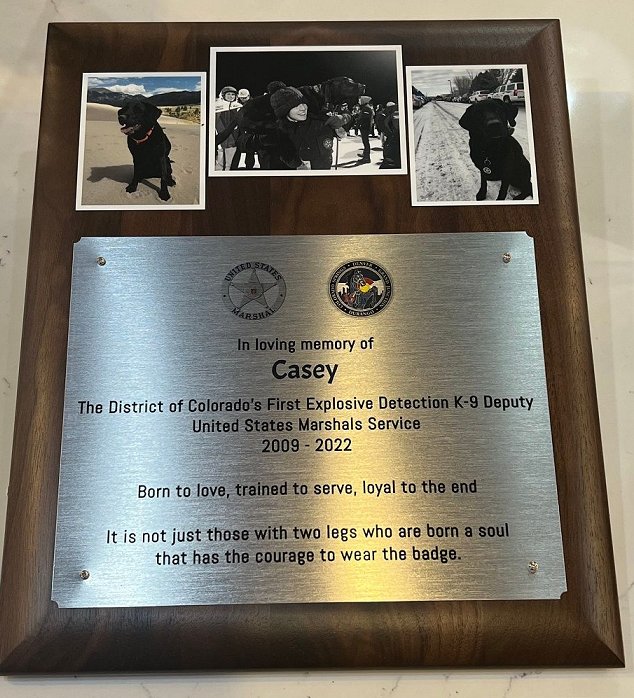 UNITED STATES
MARSHAL
DENVER
DURANGO
In loving memory of
Casey
The District of Colorado's First Explosive Detection K-9 Deputy
United States Marshals Service
2009 - 2022
Born to love, trained to serve, loyal to the end
It is not just those with two legs who are born a soul
that has the courage to wear the badge.